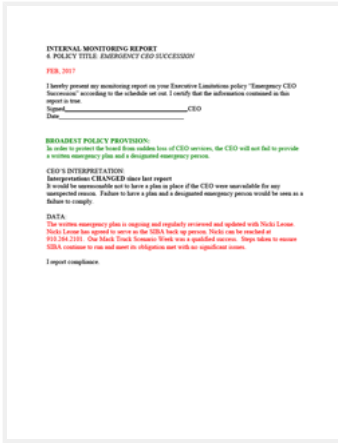 INTERNAL MONITORING REPORT
6. POLICY TITLE: EMERGENCY CEO SUCCESSION
FEB, 2017
I hereby present my monitoring report on your Executive Limitations policy "Emergency CEO
Succession" according to the schedule set out. I certify that the information contained in this
report is true.
Signed____________________________CEO
Date____________________________
BROADEST POLICY PROVISION:
In order to protect the board from sudden loss of CEO services, the CEO will not fail to provide
a written emergency plan and a designated emergency person.
CEO'S INTERPRETATION:
Interpretations CHANGED since last report
It would be unreasonable not to have a plan in place if the CEO were unavailable for any
unexpected reason. Failure to have a plan and designated emergency person would be seen as a
failure to comply.
DATA:
The written emergency plan is ongoing and regularly reviewed and updated with Nicki Leone.
Nicki Leone has agreed to serve as the SIBA back up person. Nicki can be reached at
910.264.2101. Our Mack Truck Scenario Week was a qualified success. Steps taken to ensure
SIBA continue to run and meet its obligation met with no significant issues.
I report compliance.